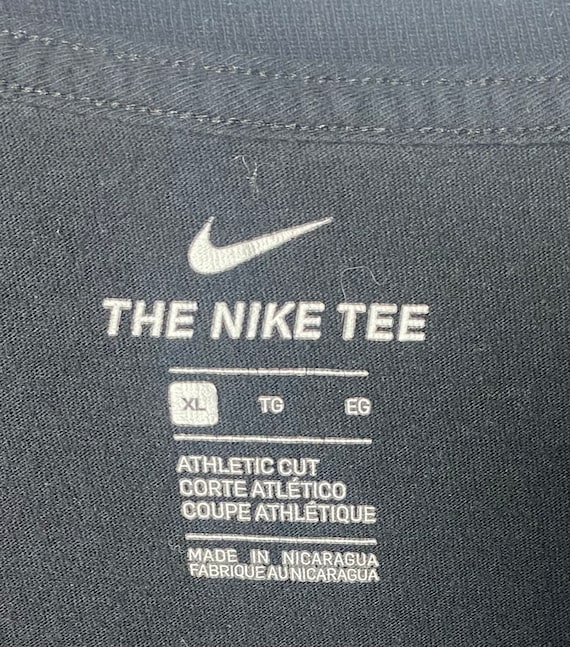 THE NIKE TEE
XL TG EG
ATHLETIC CUT
CORTE ATLÉTICO
COUPE ATHLÉTIQUE
MADE IN NICARAGUA
FABRIQUE AU NICARAGUA